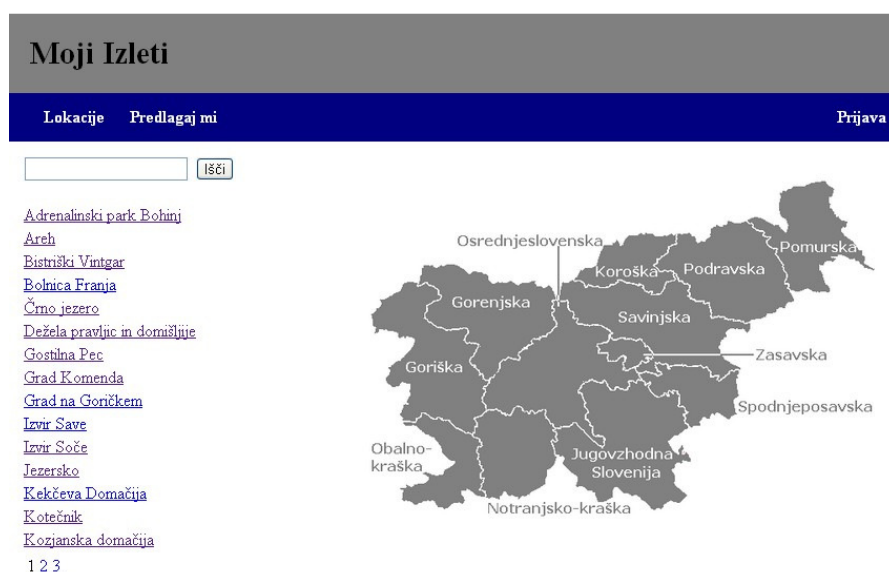 Moji Izleti
Lokacije Predlagaj mi Prijava
Išči
Adrenalinski park Bohinj
Areh
Bistriški Vintgar
Bolnica Franja
Črno jezero
Dežela pravljic in domišljije
Gostilna Pec
Grad Komenda
Grad na Goričkem
Izvir Save
Izvir Soče
Jezersko
Kekčeva Domačija
Kotečnik
Kozjanska domačija
1 2 3
Osrednjeslovenska
Pomurska
Koroška
Podravska
Gorenjska
Savinjska
Zasavska
Goriška
Spodnjeposavska
Obalno-
kraška
Jugovzhodna
Slovenija
Notranjsko-kraška